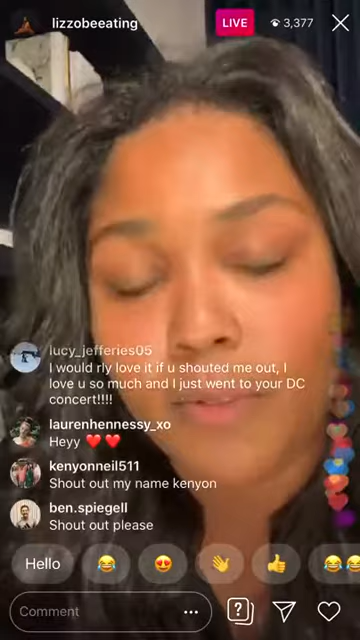 lizzobeeating LIVE 3,377
lucy_jefferies05
I would rly love it if u shouted me out, I
love u so much and I just went to your DC
concert!!!!
laurenhennessy_xo
Heyy ❤️❤️
kenyonneil511
Shout out my name kenyon
ben.spiegell
Shout out please
Hello 😂 😍 👋 👍 😂😂
Comment